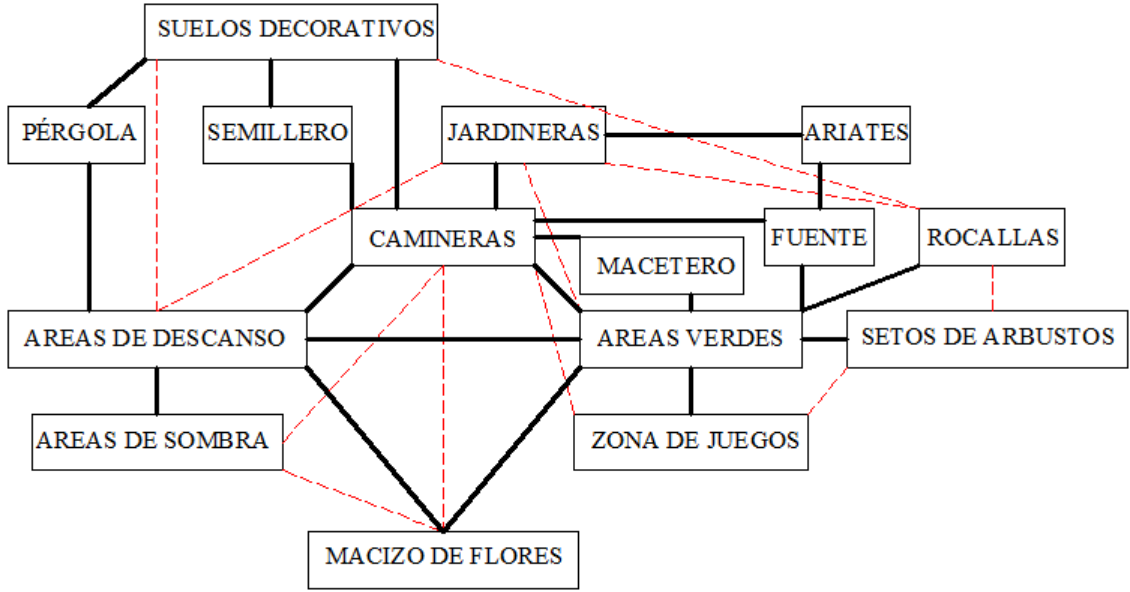 SUELOS DECORATIVOS
PÉRGOLA
SEMILLERO
JARDINERAS
ARIATES
CAMINERAS
FUENTE
ROCALLAS
MACETERO
AREAS DE DESCANSO
AREAS VERDES
SETOS DE ARBUSTOS
AREAS DE SOMBRA
ZONA DE JUEGOS
MACIZO DE FLORES